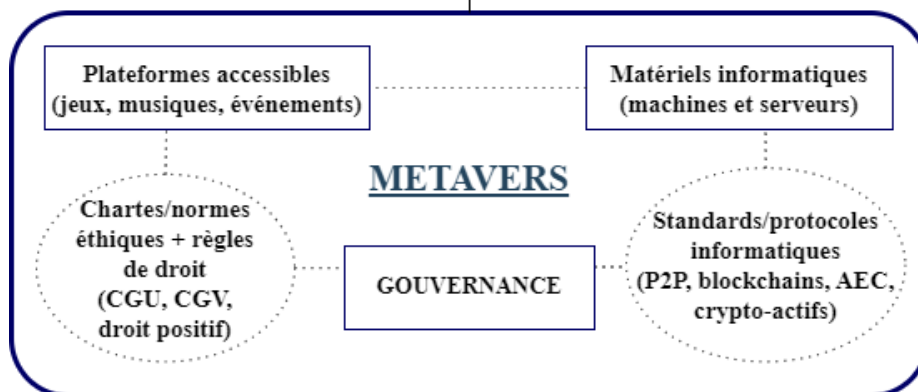 Plateformes accessibles
(jeux, musiques, événements)
Matériels informatiques
(machines et serveurs)
METAVERS
Chartes/normes
éthiques + règles
de droit
(CGU, CGV,
droit positif)
GOUVERNANCE
Standards/protocoles
informatiques
(P2P, blockchains, AEC,
crypto-actifs)